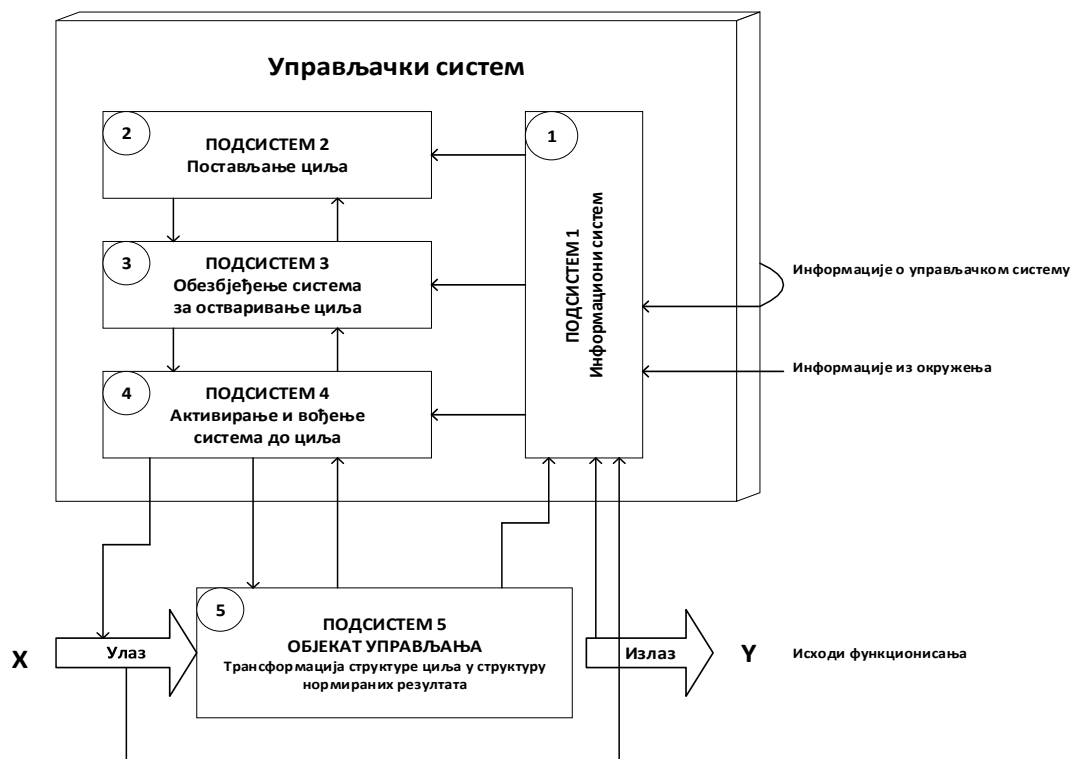 Управљачки систем
2
ПОДСИСТЕМ 2
Постављање циља
1
ПОДСИСТЕМ 1
Информациони систем
3
ПОДСИСТЕМ 3
Обезбјеђење система
за остваривање циља
Информације о управљачком систему
4
ПОДСИСТЕМ 4
Активирање и вођење
система до циља
Информације из окружења
X
Улаз
5
ПОДСИСТЕМ 5
ОБЈЕКАТ УПРАВЉАЊА
Трансформација структуре циља у структуру
нормираних резултата
Излаз
Y
Исходи функционисања